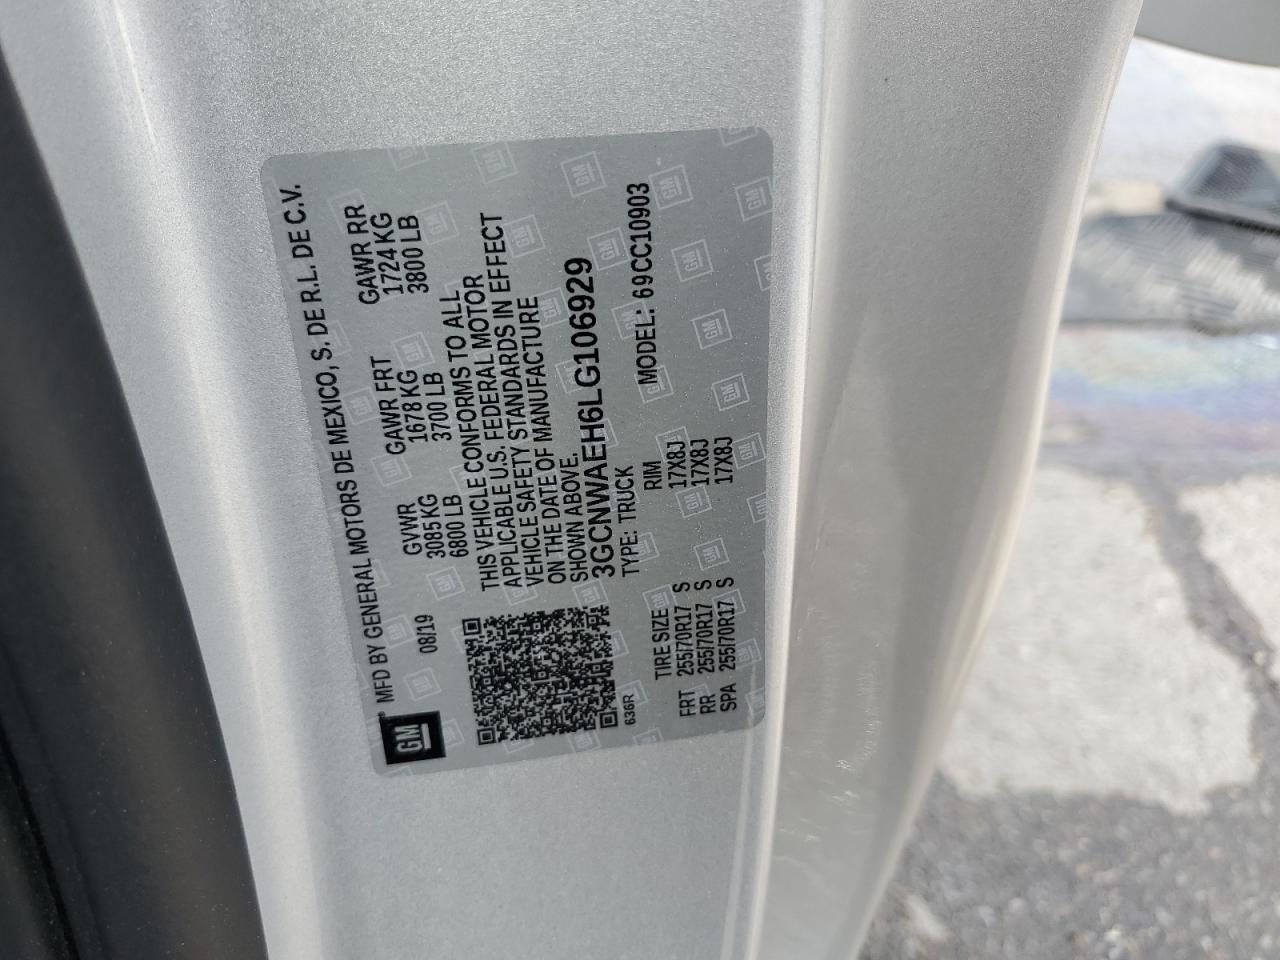 GM
MFD BY GENERAL MOTORS DE MEXICO, S. DE R.L. DE C.V.
08/19 GVWR GAWR FRT GAWR RR
3085 KG 1678 KG 1724 KG
6800 LB 3700 LB 3800 LB
THIS VEHICLE CONFORMS TO ALL
APPLICABLE U.S. FEDERAL MOTOR
VEHICLE SAFETY STANDARDS IN EFFECT
ON THE DATE OF MANUFACTURE
SHOWN ABOVE.
3GCNWAEH6LG106929
TYPE: TRUCK MODEL: 69CC10903
636R
TIRE SIZE RIM
FRT 255/70R17 S 17X8J
RR 255/70R17 S 17X8J
SPA 255/70R17 S 17X8J